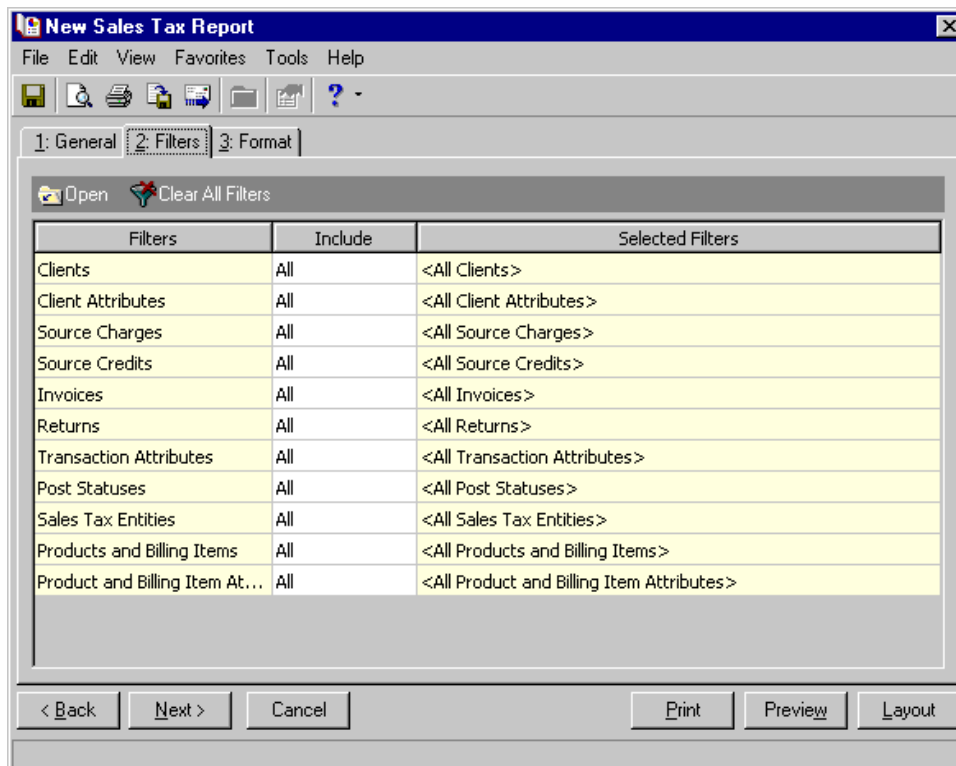 New Sales Tax Report
File Edit View Favorites Tools Help
?
1: General 2: Filters 3: Format
Open Clear All Filters
Filters Include Selected Filters
Clients All <All Clients>
Client Attributes All <All Client Attributes>
Source Charges All <All Source Charges>
Source Credits All <All Source Credits>
Invoices All <All Invoices>
Returns All <All Returns>
Transaction Attributes All <All Transaction Attributes>
Post Statuses All <All Post Statuses>
Sales Tax Entities All <All Sales Tax Entities>
Products and Billing Items All <All Products and Billing Items>
Product and Billing Item At... All <All Product and Billing Item Attributes>
< Back Next > Cancel Print Preview Layout